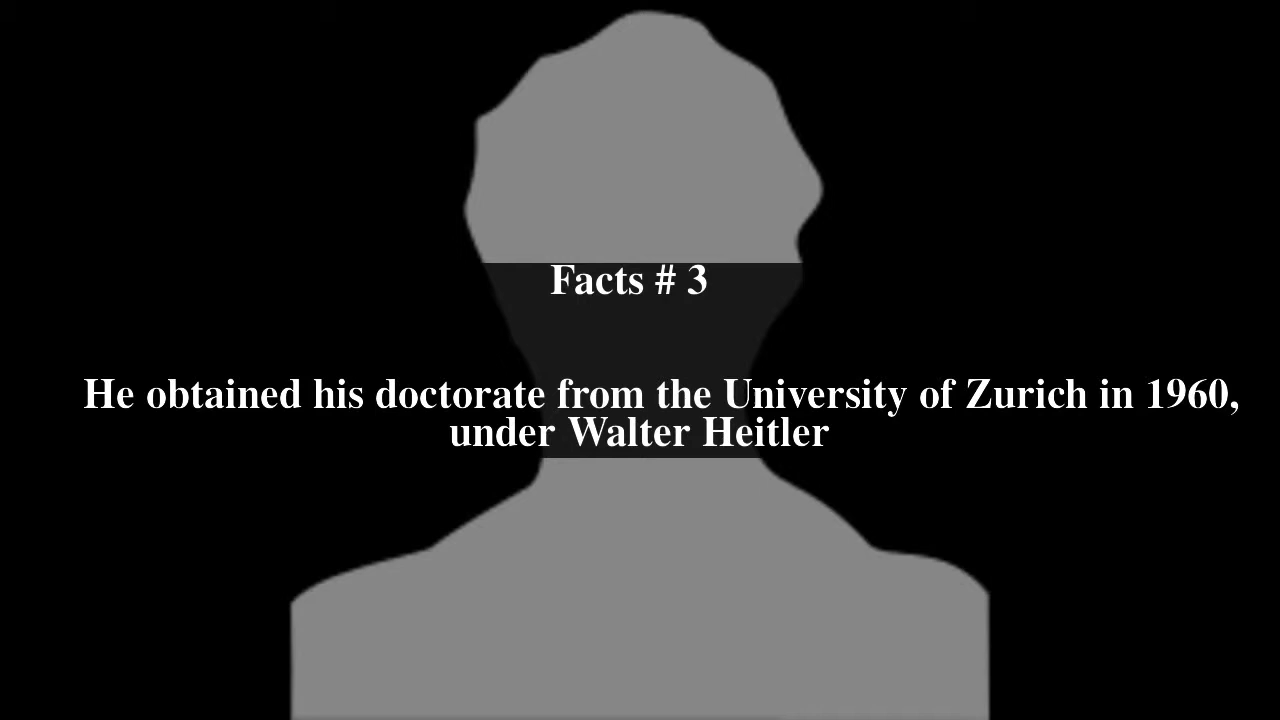 Facts # 3
He obtained his doctorate from the University of Zurich in 1960,
under Walter Heitler